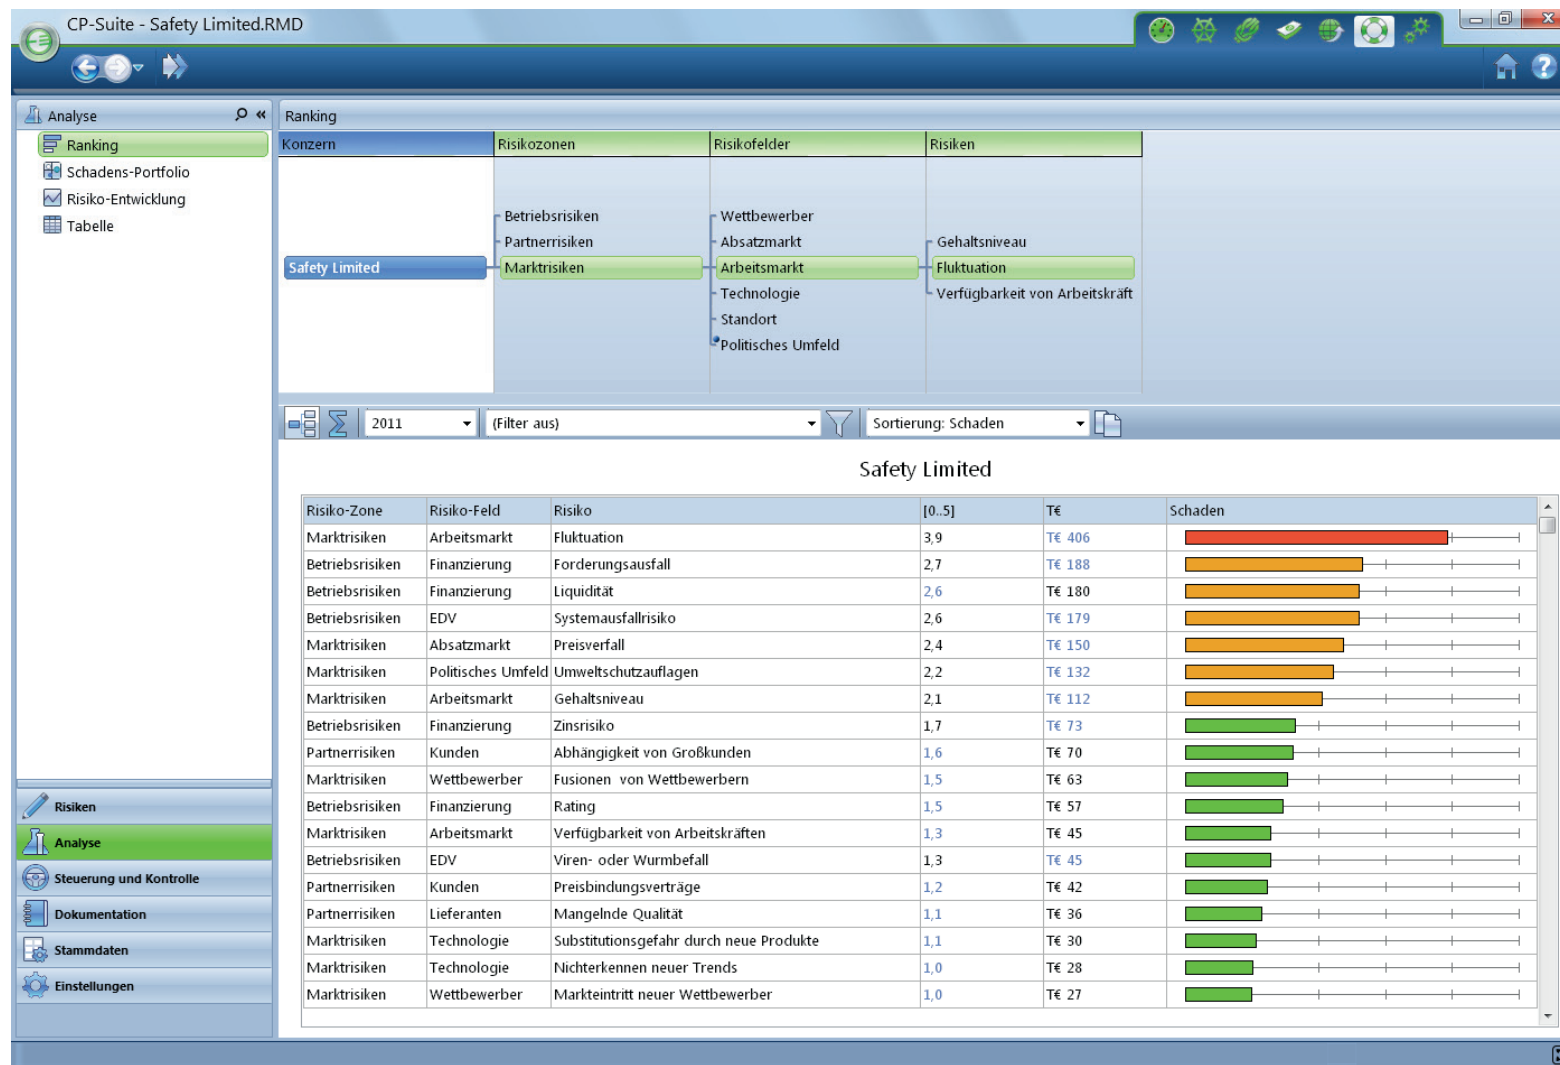 CP-Suite - Safety Limited.RMD
Analyse
Ranking
Schadens-Portfolio
Risiko-Entwicklung
Tabelle
Ranking
Konzern Risikozonen Risikofelder Risiken
Betriebsrisiken Wettbewerber
Partnerrisiken Absatzmarkt Gehaltsniveau
Safety Limited Marktrisiken Arbeitsmarkt Fluktuation
Technologie Verfügbarkeit von Arbeitskräft
Standort
Politisches Umfeld
2011 (Filter aus) Sortierung: Schaden
Safety Limited
Risiko-Zone Risiko-Feld Risiko [0..5] T€ Schaden
Marktrisiken Arbeitsmarkt Fluktuation 3,9 T€ 406
Betriebsrisiken Finanzierung Forderungsausfall 2,7 T€ 188
Betriebsrisiken Finanzierung Liquidität 2,6 T€ 180
Betriebsrisiken EDV Systemausfallrisiko 2,6 T€ 179
Marktrisiken Absatzmarkt Preisverfall 2,4 T€ 150
Marktrisiken Politisches Umfeld Umweltschutzauflagen 2,2 T€ 132
Marktrisiken Arbeitsmarkt Gehaltsniveau 2,1 T€ 112
Betriebsrisiken Finanzierung Zinsrisiko 1,7 T€ 73
Partnerrisiken Kunden Abhängigkeit von Großkunden 1,6 T€ 70
Marktrisiken Wettbewerber Fusionen von Wettbewerbern 1,5 T€ 63
Betriebsrisiken Finanzierung Rating 1,5 T€ 57
Marktrisiken Arbeitsmarkt Verfügbarkeit von Arbeitskräften 1,3 T€ 45
Betriebsrisiken EDV Viren- oder Wurmbefall 1,3 T€ 45
Partnerrisiken Kunden Preisbindungsverträge 1,2 T€ 42
Partnerrisiken Lieferanten Mangelnde Qualität 1,1 T€ 36
Marktrisiken Technologie Substitutionsgefahr durch neue Produkte 1,1 T€ 30
Marktrisiken Technologie Nichterkennen neuer Trends 1,0 T€ 28
Marktrisiken Wettbewerber Markteintritt neuer Wettbewerber 1,0 T€ 27
Risiken
Analyse
Steuerung und Kontrolle
Dokumentation
Stammdaten
Einstellungen